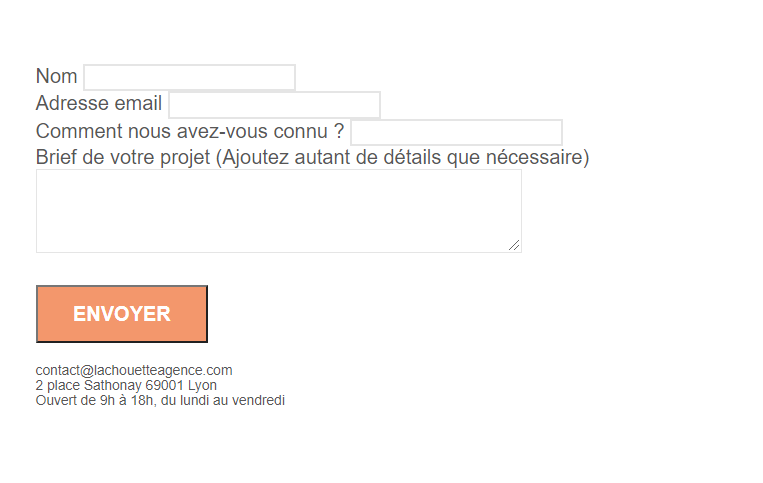 Nom
Adresse email
Comment nous avez-vous connu ?
Brief de votre projet (Ajoutez autant de détails que nécessaire)
ENVOYER
contact@lachouetteagence.com
2 place Sathonay 69001 Lyon
Ouvert de 9h à 18h, du lundi au vendredi